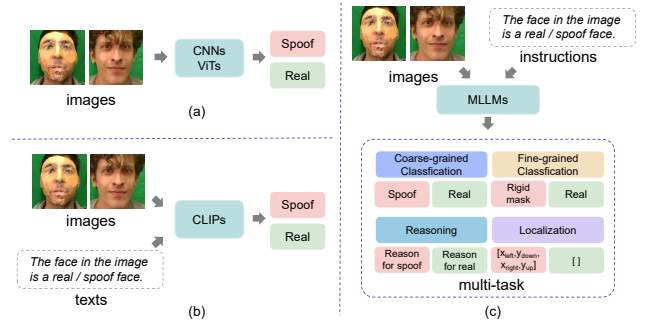 images
CNNs
ViTs
Spoof
Real
(a)
images
The face in the image
is a real / spoof face.
texts
CLIPs
Spoof
Real
(b)
images
The face in the image
is a real / spoof face.
instructions
MLLMs
Coarse-grained
Classfication
Fine-grained
Classfication
Spoof
Real
Rigid
mask
Real
Reasoning
Localization
Reason
for spoof
Reason
for real
[xleft,ydown,
xright,yup]
[ ]
multi-task
(c)